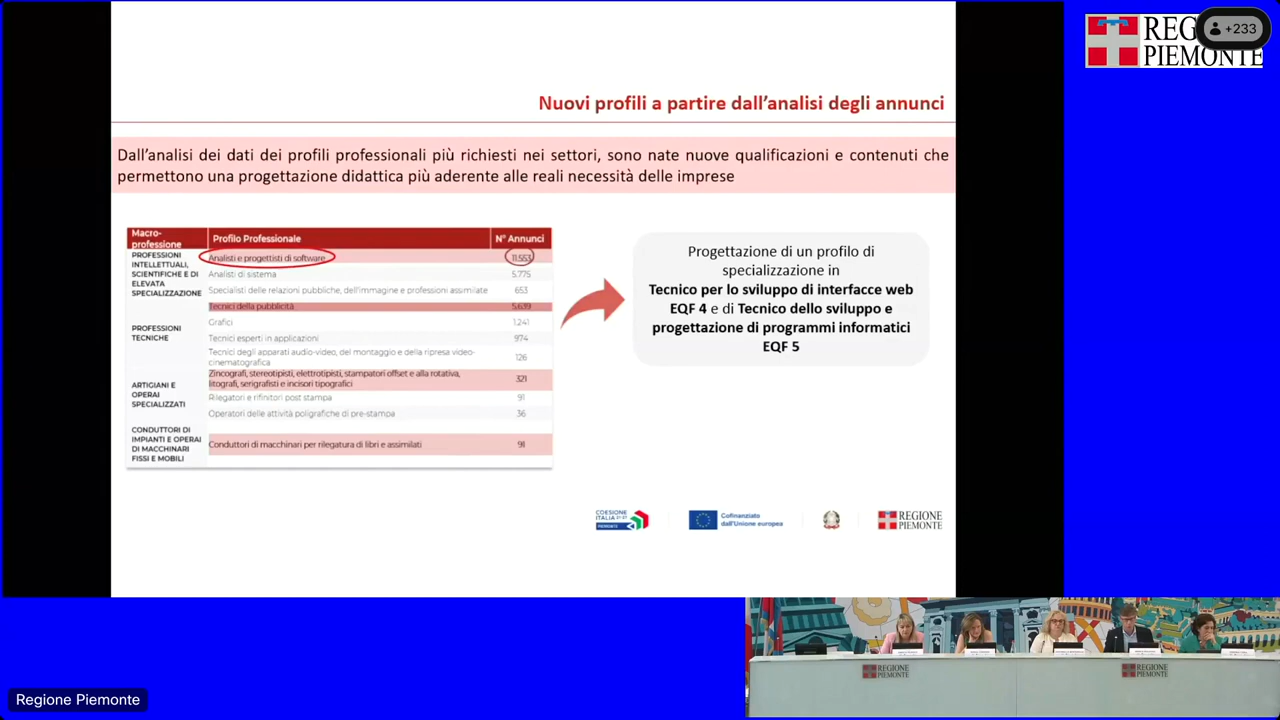 REGIONE
PIEMONTE
+233
Nuovi profili a partire dall'analisi degli annunci
Dall'analisi dei dati dei profili professionali più richiesti nei settori, sono nate nuove qualificazioni e contenuti che
permettono una progettazione didattica più aderente alle reali necessità delle imprese
Macro-
professione
Profilo Professionale
N° Annunci
PROFESSIONI
INTELLETTUALI,
SCIENTIFICHE E DI
ELEVATA
SPECIALIZZAZIONE
Analisti e progettisti di software 11.553
Analisti di sistema 5.775
Specialisti delle relazioni pubbliche, dell'immagine e professioni assimilate 653
PROFESSIONI
TECNICHE
Tecnici della pubblicità 5.639
Grafici 1.241
Tecnici esperti in applicazioni 974
Tecnici degli apparati audio-video, del montaggio e della ripresa video-
cinematografica 126
ARTIGIANI E
OPERAI
SPECIALIZZATI
Zincografi, stereotipisti, elettrotipisti, stampatori offset e alla rotativa,
litografi, serigrafisti e incisori tipografici 321
Rilegatori e rifinitori post stampa 91
Operatori delle attività poligrafiche di pre-stampa 36
CONDUTTORI DI
IMPIANTI E OPERAI
DI MACCHINARI
FISSI E MOBILI
Conduttori di macchinari per rilegatura di libri e assimilati 91
Progettazione di un profilo di
specializzazione in
Tecnico per lo sviluppo di interfacce web
EQF 4 e di Tecnico dello sviluppo e
progettazione di programmi informatici
EQF 5
COESIONE
ITALIA 21-27
PIEMONTE
Cofinanziato
dall'Unione europea
REGIONE
PIEMONTE
REGIONE
PIEMONTE
REGIONE
PIEMONTE
Regione Piemonte